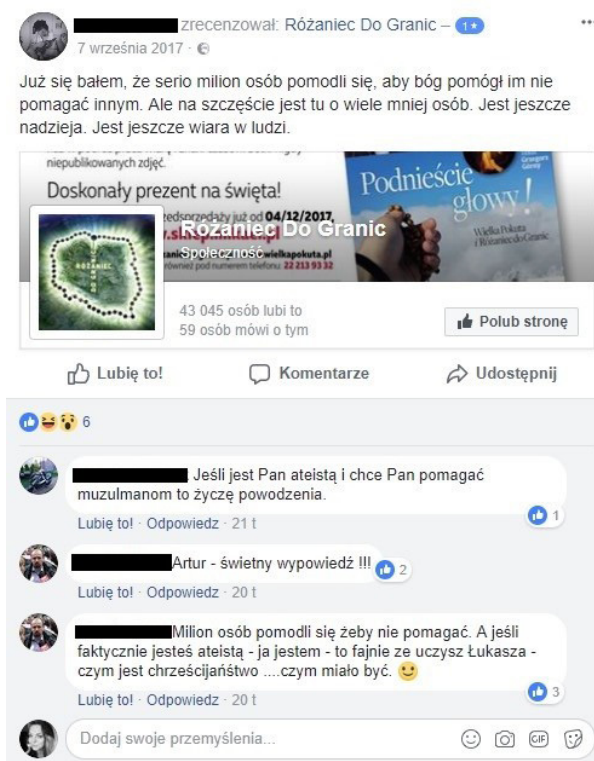 zrecenzował: Różaniec Do Granic – 1★
7 września 2017
Już się bałem, że serio milion osób pomodli się, aby bóg pomógł im nie
pomagać innym. Ale na szczęście jest tu o wiele mniej osób. Jest jeszcze
nadzieja. Jest jeszcze wiara w ludzi.
niepublikowanych zdjęć.
Doskonały prezent na święta!
już od 04/12/2017,
wielkapokuta.pl
również pod numerem telefonu: 22 213 93 32
Podnieście
głowy!
Wielka Pokuta
i Różaniec do Granic
RÓŻANIEC
Różaniec Do Granic
Społeczność
43 045 osób lubi to
59 osób mówi o tym
Polub stronę
Lubię to! Komentarze Udostępnij
6
Jeśli jest Pan ateistą i chce Pan pomagać
muzulmanom to życzę powodzenia.
1
Lubię to! · Odpowiedz · 21 t
Artur - świetny wypowiedź !!!
2
Lubię to! · Odpowiedz · 20 t
Milion osób pomodli się żeby nie pomagać. A jeśli
faktycznie jesteś ateistą - ja jestem - to fajnie ze uczysz Łukasza -
czym jest chrześcijaństwo ....czym miało być. 🙂
3
Lubię to! · Odpowiedz · 20 t
Dodaj swoje przemyślenia...
GIF